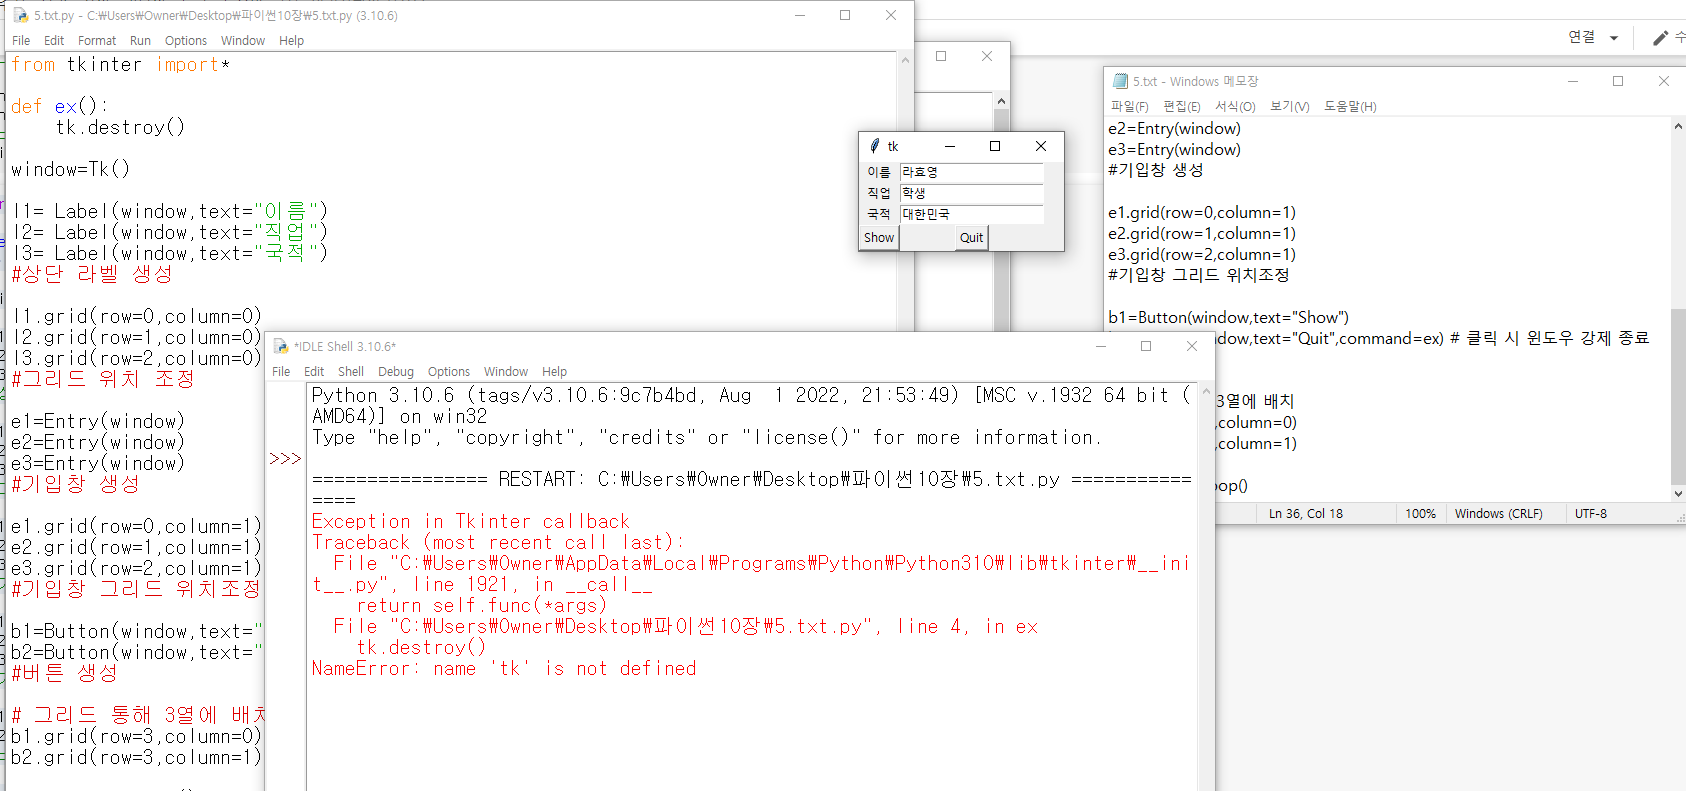 5.txt.py - C:\Users\Owner\Desktop\파이썬10장\5.txt.py (3.10.6)
File Edit Format Run Options Window Help
from tkinter import*
def ex():
    tk.destroy()
window=Tk()
l1= Label(window,text="이름")
l2= Label(window,text="직업")
l3= Label(window,text="국적")
#상단 라벨 생성
l1.grid(row=0,column=0)
l2.grid(row=1,column=0)
l3.grid(row=2,column=0)
#그리드 위치 조정
e1=Entry(window)
e2=Entry(window)
e3=Entry(window)
#기입창 생성
e1.grid(row=0,column=1)
e2.grid(row=1,column=1)
e3.grid(row=2,column=1)
#기입창 그리드 위치조정
b1=Button(window,text="
b2=Button(window,text="
#버튼 생성
# 그리드 통해 3열에 배치
b1.grid(row=3,column=0)
b2.grid(row=3,column=1)
tk
이름 라효영
직업 학생
국적 대한민국
Show Quit
*IDLE Shell 3.10.6*
File Edit Shell Debug Options Window Help
Python 3.10.6 (tags/v3.10.6:9c7b4bd, Aug  1 2022, 21:53:49) [MSC v.1932 64 bit (
AMD64)] on win32
Type "help", "copyright", "credits" or "license()" for more information.
>>>
================ RESTART: C:\Users\Owner\Desktop\파이썬10장\5.txt.py ===========
====
Exception in Tkinter callback
Traceback (most recent call last):
  File "C:\Users\Owner\AppData\Local\Programs\Python\Python310\lib\tkinter\__ini
t__.py", line 1921, in __call__
    return self.func(*args)
  File "C:\Users\Owner\Desktop\파이썬10장\5.txt.py", line 4, in ex
    tk.destroy()
NameError: name 'tk' is not defined
연결
수
5.txt - Windows 메모장
파일(F) 편집(E) 서식(O) 보기(V) 도움말(H)
e2=Entry(window)
e3=Entry(window)
#기입창 생성
e1.grid(row=0,column=1)
e2.grid(row=1,column=1)
e3.grid(row=2,column=1)
#기입창 그리드 위치조정
b1=Button(window,text="Show")
ndow,text="Quit",command=ex) # 클릭 시 윈도우 강제 종료
3열에 배치
,column=0)
,column=1)
oop()
Ln 36, Col 18 100% Windows (CRLF) UTF-8